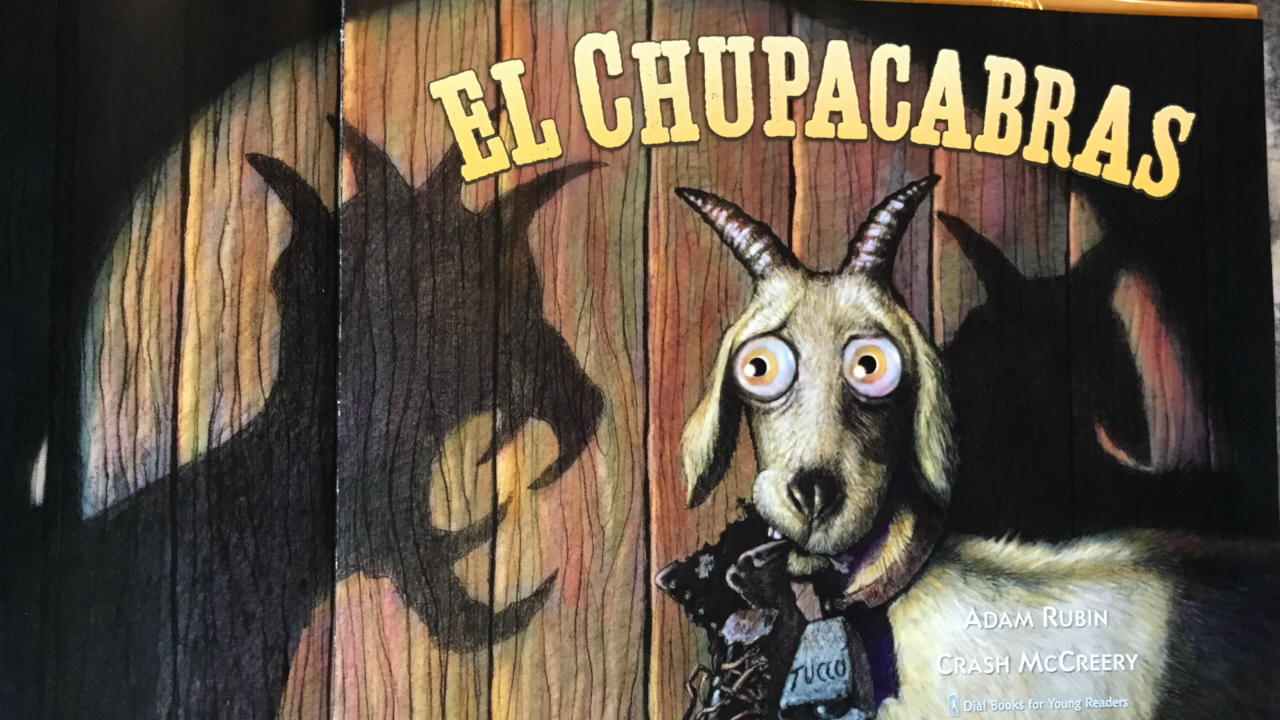 EL CHUPACABRAS
TUCCO
ADAM RUBIN
CRASH MCCREERY
Dial Books for Young Readers